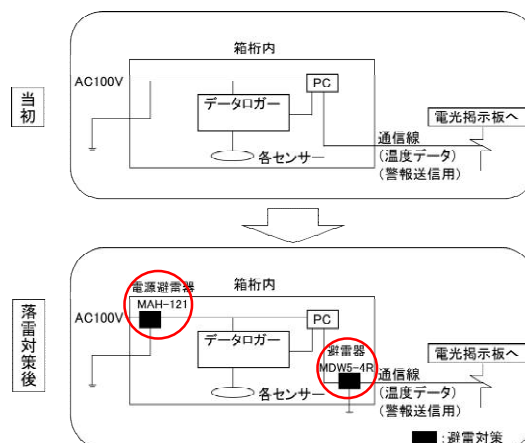 当初
箱桁内
AC100V
PC
データロガー
電光掲示板へ
通信線
(温度データ)
(警報送信用)
各センサー
落雷対策後
電源避雷器
MAH-121
箱桁内
AC100V
PC
データロガー
避雷器
MDW5-4R
電光掲示板へ
通信線
(温度データ)
(警報送信用)
各センサー
:避雷対策